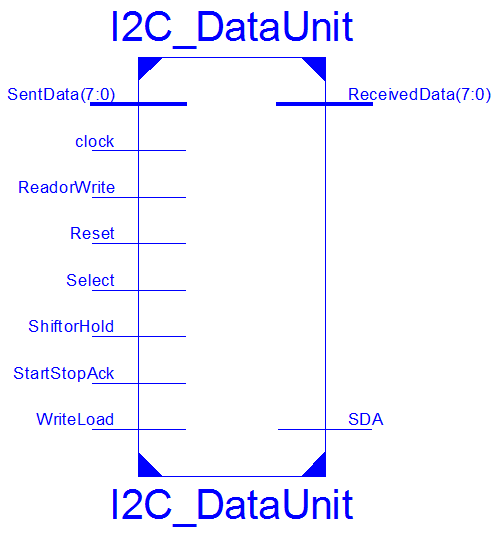 I2C_DataUnit
SentData(7:0)
ReceivedData(7:0)
clock
ReadorWrite
Reset
Select
ShiftorHold
StartStopAck
WriteLoad
SDA
I2C_DataUnit